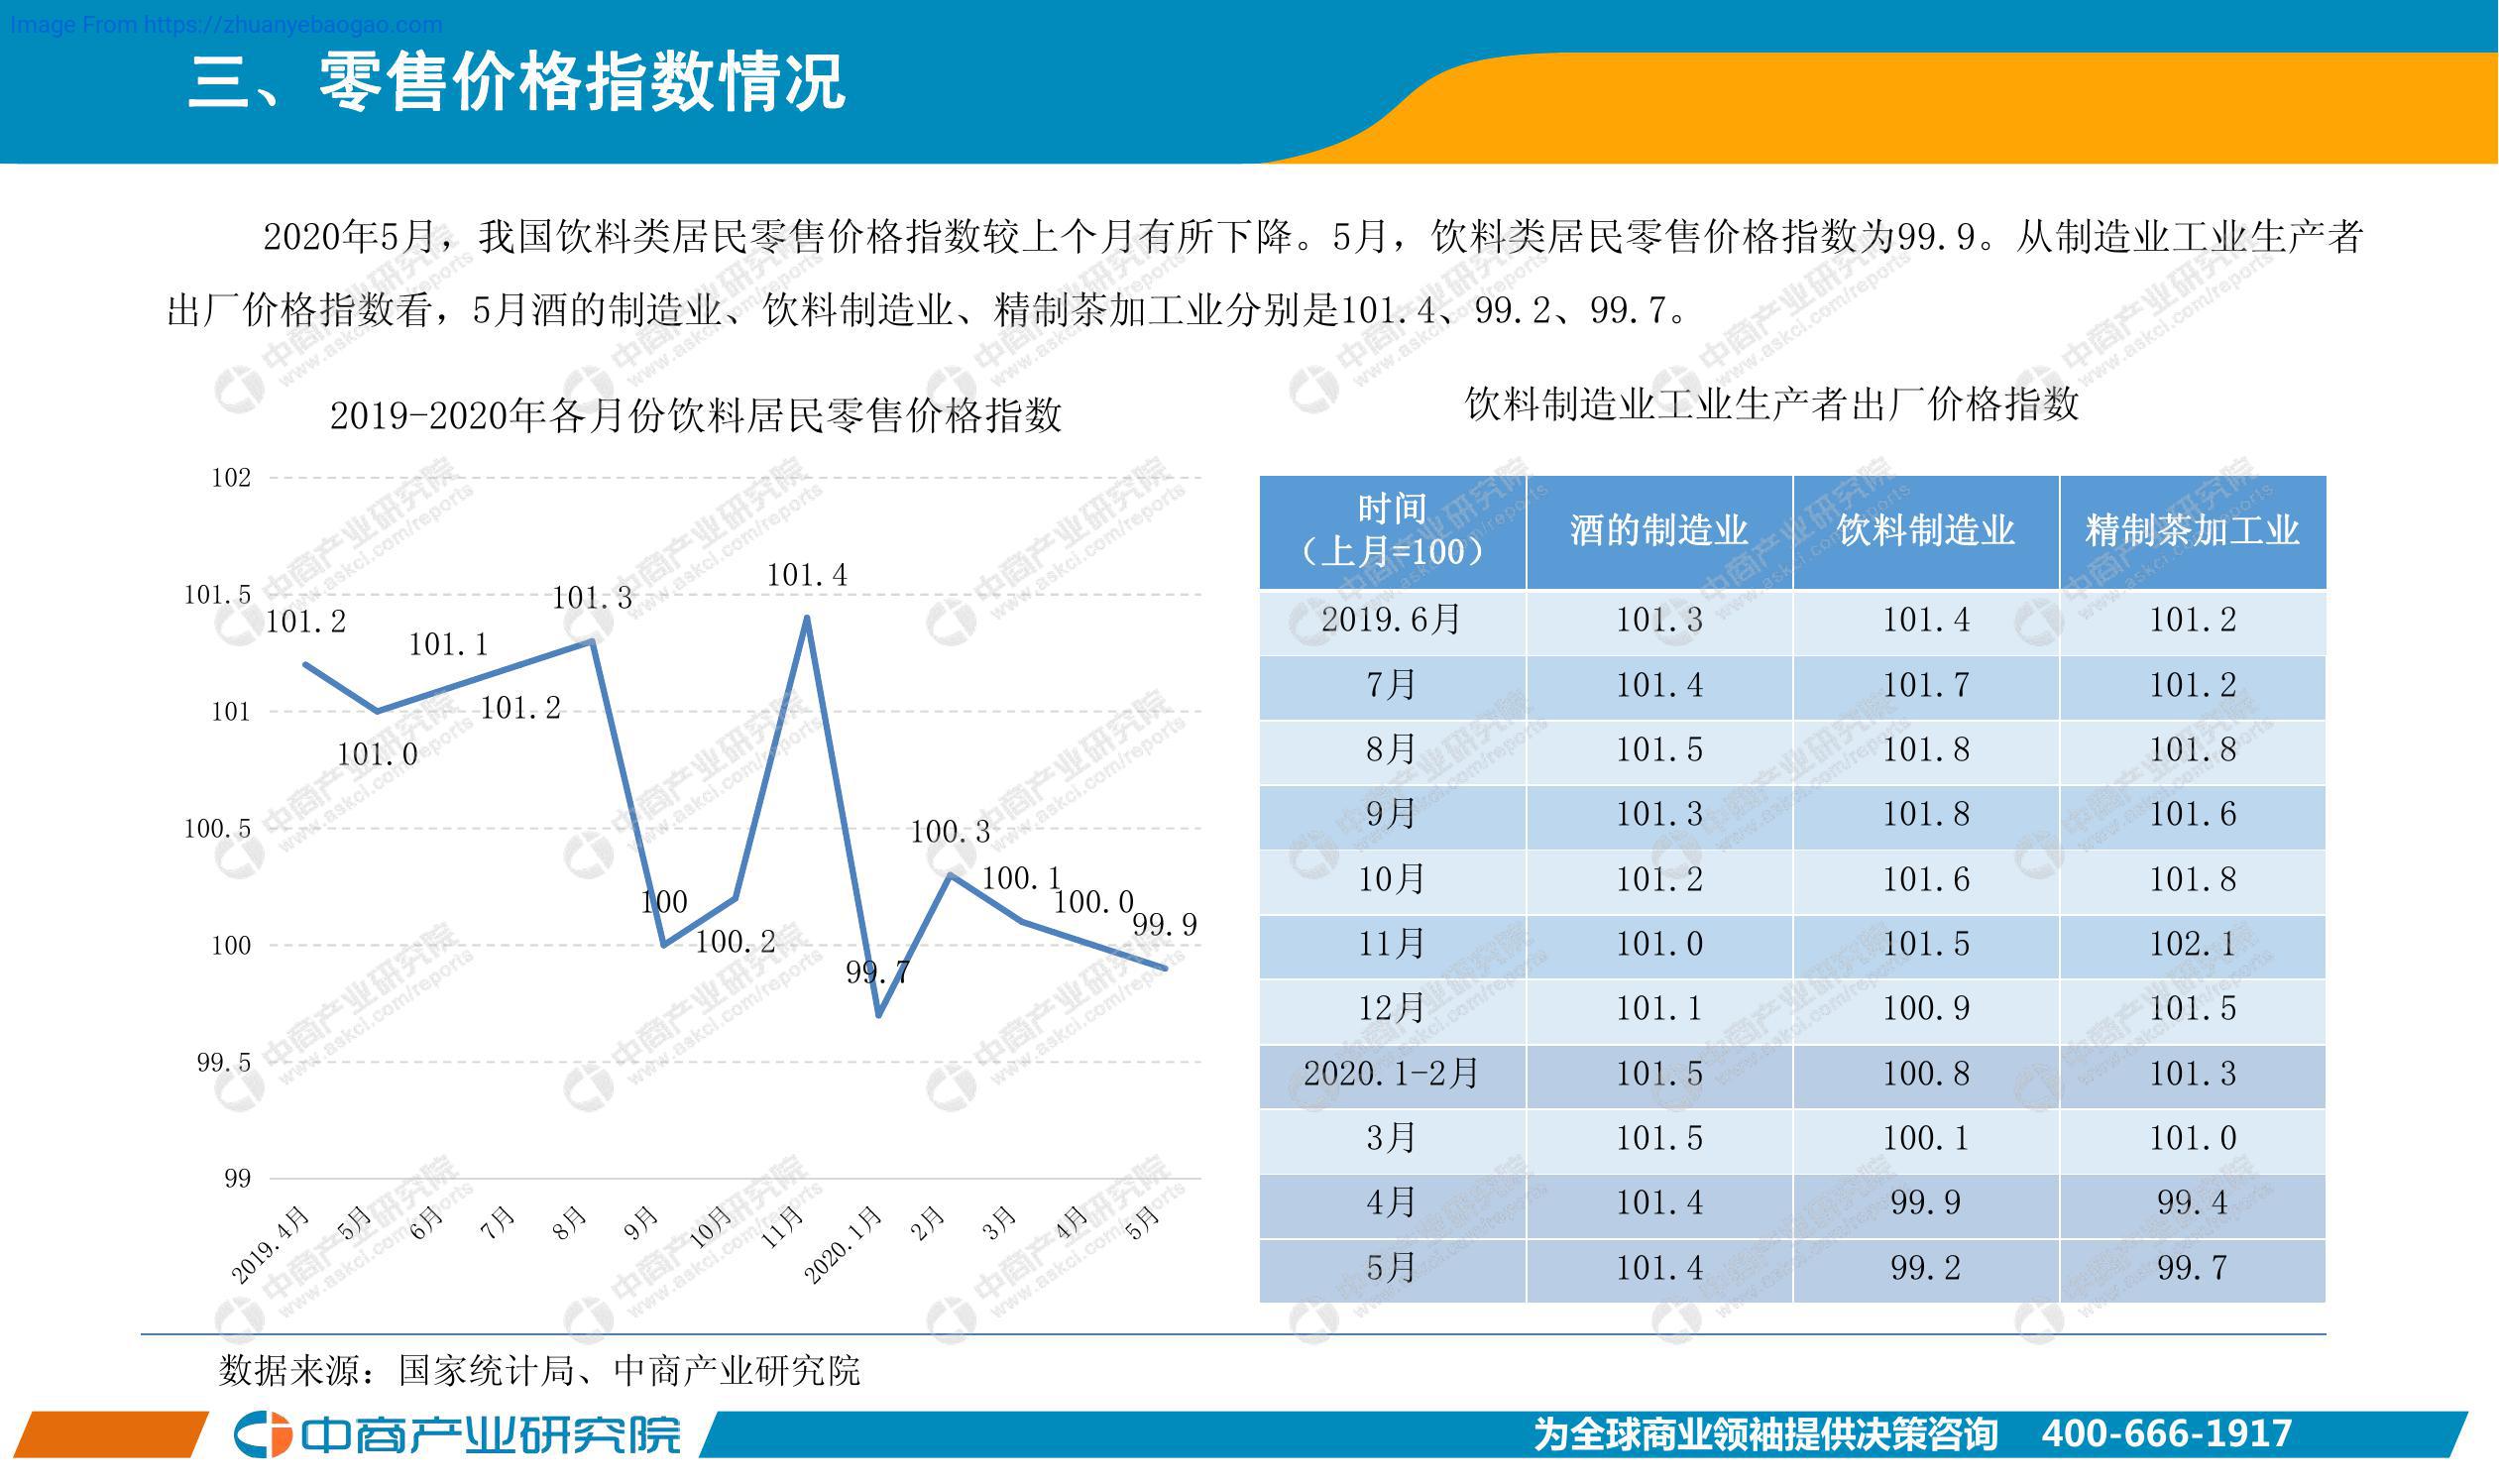 Image From https://zhuanyebaogao.com
三、零售价格指数情况
2020年5月，我国饮料类居民零售价格指数较上个月有所下降。5月，饮料类居民零售价格指数为99.9。从制造业工业生产者
出厂价格指数看，5月酒的制造业、饮料制造业、精制茶加工业分别是101.4、99.2、99.7。
2019-2020年各月份饮料居民零售价格指数
102
101.5
101
100.5
100
99.5
99
101.2
101.0
101.1
101.2
101.3
100
100.2
101.4
99.7
100.3
100.1
100.0
99.9
2019.4月 5月 6月 7月 8月 9月 10月 11月 2020.1月 2月 3月 4月 5月
饮料制造业工业生产者出厂价格指数
时间
（上月=100） 酒的制造业 饮料制造业 精制茶加工业
2019.6月 101.3 101.4 101.2
7月 101.4 101.7 101.2
8月 101.5 101.8 101.8
9月 101.3 101.8 101.6
10月 101.2 101.6 101.8
11月 101.0 101.5 102.1
12月 101.1 100.9 101.5
2020.1-2月 101.5 100.8 101.3
3月 101.5 100.1 101.0
4月 101.4 99.9 99.4
5月 101.4 99.2 99.7
中商产业研究院
www.askci.com/reports
数据来源：国家统计局、中商产业研究院
中商产业研究院
为全球商业领袖提供决策咨询 400-666-1917